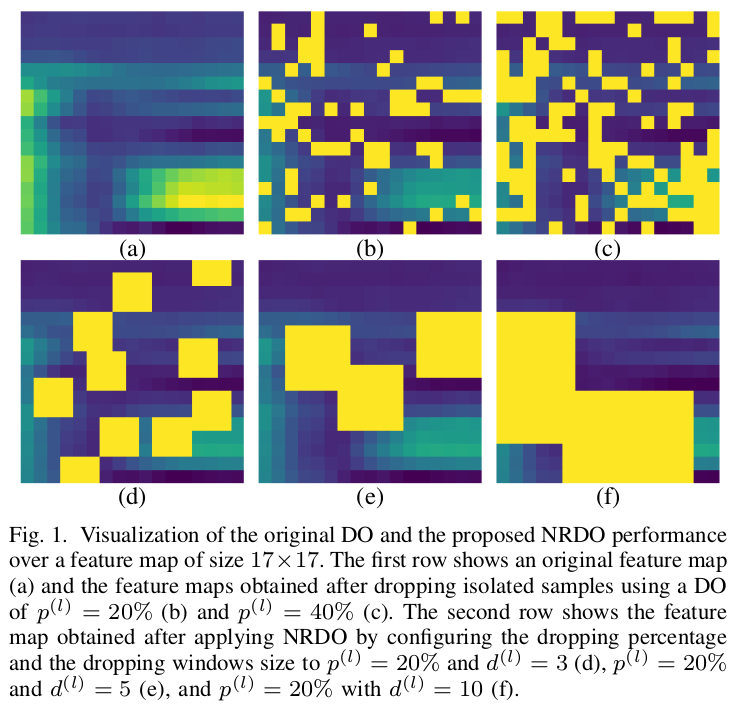 (a)
(b)
(c)
(d)
(e)
(f)
Fig. 1. Visualization of the original DO and the proposed NRDO performance
over a feature map of size 17×17. The first row shows an original feature map
(a) and the feature maps obtained after dropping isolated samples using a DO
of p^(l) = 20% (b) and p^(l) = 40% (c). The second row shows the feature
map obtained after applying NRDO by configuring the dropping percentage
and the dropping windows size to p^(l) = 20% and d^(l) = 3 (d), p^(l) = 20%
and d^(l) = 5 (e), and p^(l) = 20% with d^(l) = 10 (f).